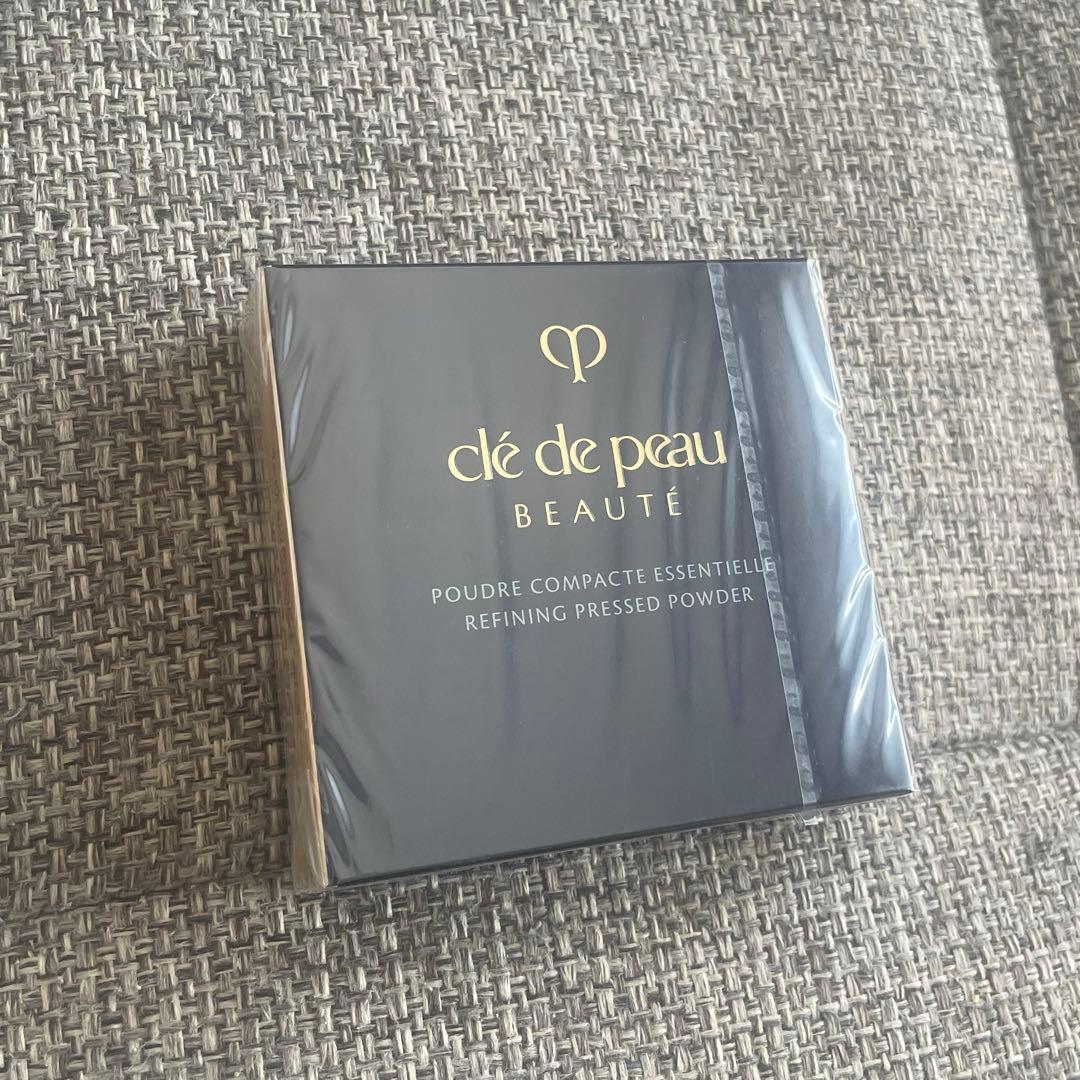 clé de peau
BEAUTÉ
POUDRE COMPACTE ESSENTIELLE
REFINING PRESSED POWDER